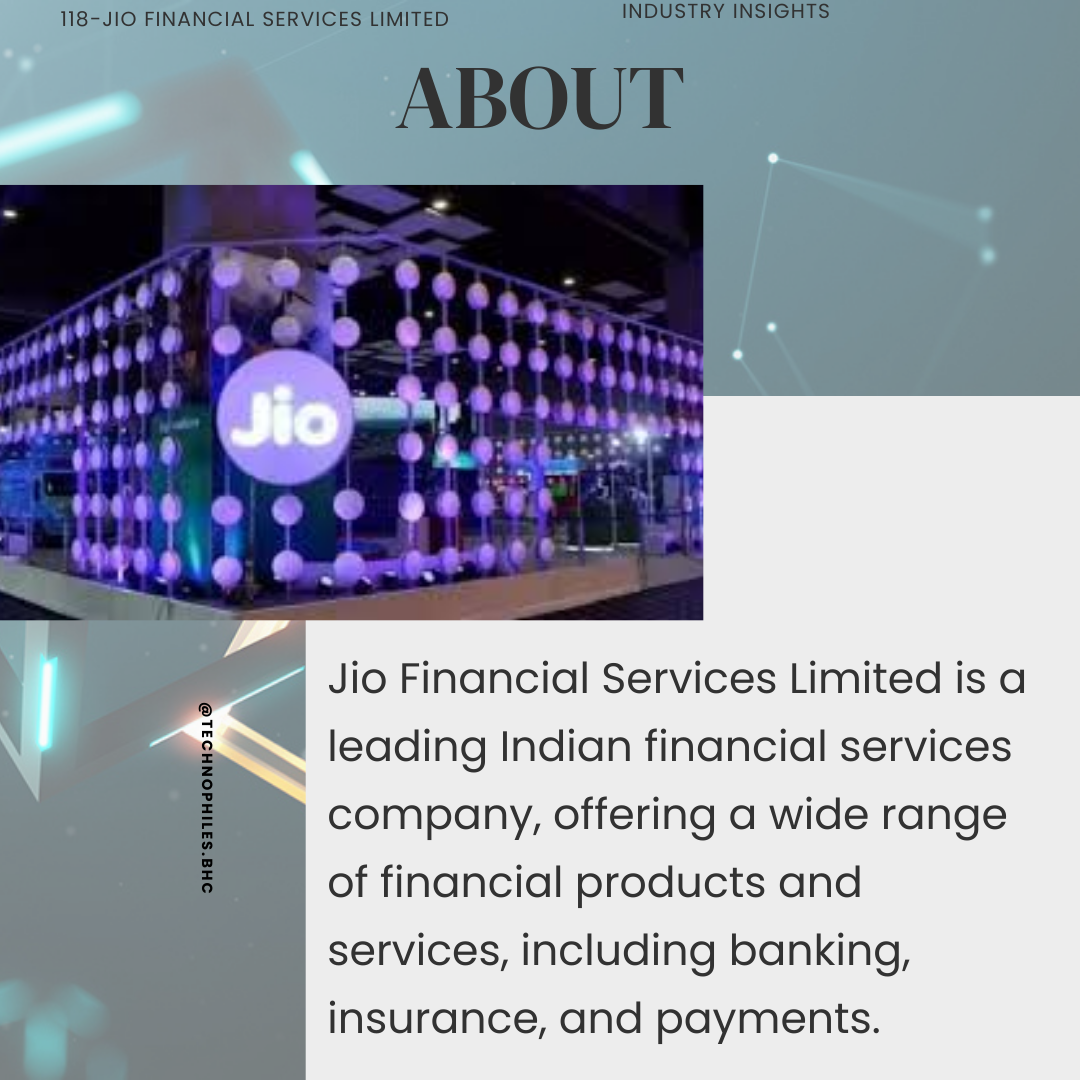 118-JIO FINANCIAL SERVICES LIMITED
INDUSTRY INSIGHTS
ABOUT
Jio
Jio Financial Services Limited is a
leading Indian financial services
company, offering a wide range
of financial products and
services, including banking,
insurance, and payments.
@TECHNOPHILES.BHC